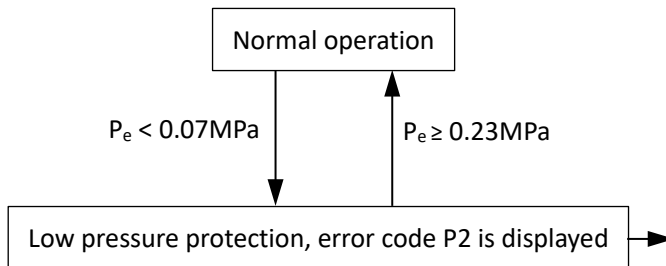 Normal operation
Pₑ < 0.07MPa
Pₑ ≥ 0.23MPa
Low pressure protection, error code P2 is displayed